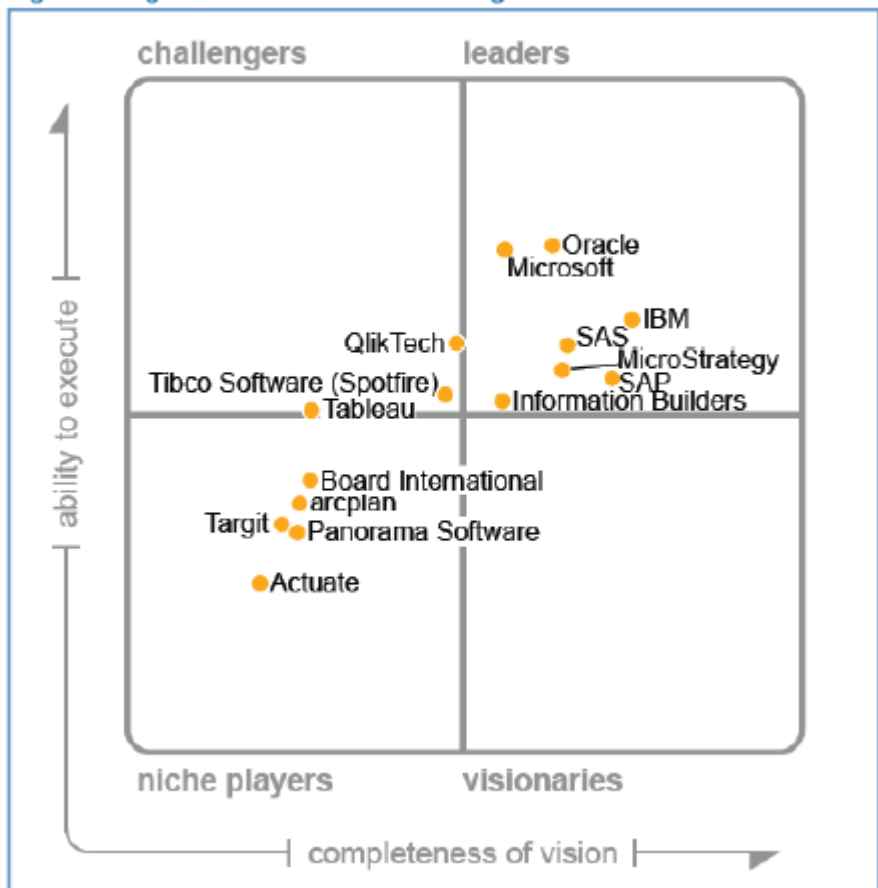 challengers
leaders
Oracle
Microsoft
IBM
QlikTech
SAS
MicroStrategy
Tibco Software (Spotfire)
SAP
Tableau
Information Builders
ability to execute
Board International
arcplan
Targit
Panorama Software
Actuate
niche players
visionaries
completeness of vision